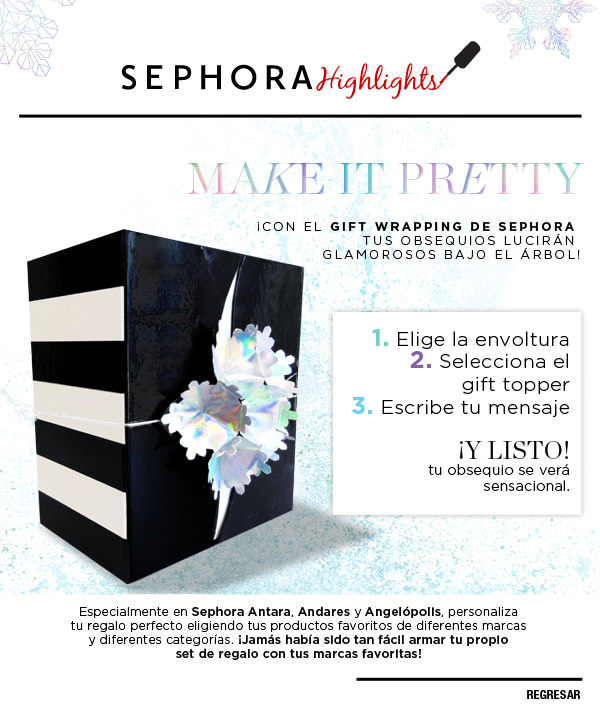 SEPHORA Highlights
MAKE IT PRETTY
¡CON EL GIFT WRAPPING DE SEPHORA
TUS OBSEQUIOS LUCIRÁN
GLAMOROSOS BAJO EL ÁRBOL!
1. Elige la envoltura
2. Selecciona el
gift topper
3. Escribe tu mensaje
¡Y LISTO!
tu obsequio se verá
sensacional.
Especialmente en Sephora Antara, Andares y Angelópolis, personaliza
tu regalo perfecto eligiendo tus productos favoritos de diferentes marcas
y diferentes categorías. ¡Jamás había sido tan fácil armar tu propio
set de regalo con tus marcas favoritas!
REGRESAR